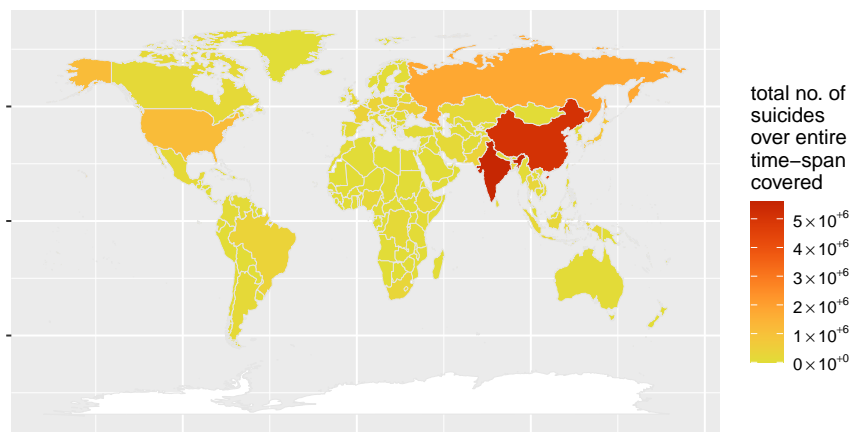 total no. of
suicides
over entire
time−span
covered
5×10⁺⁶
4×10⁺⁶
3×10⁺⁶
2×10⁺⁶
1×10⁺⁶
0×10⁺⁰